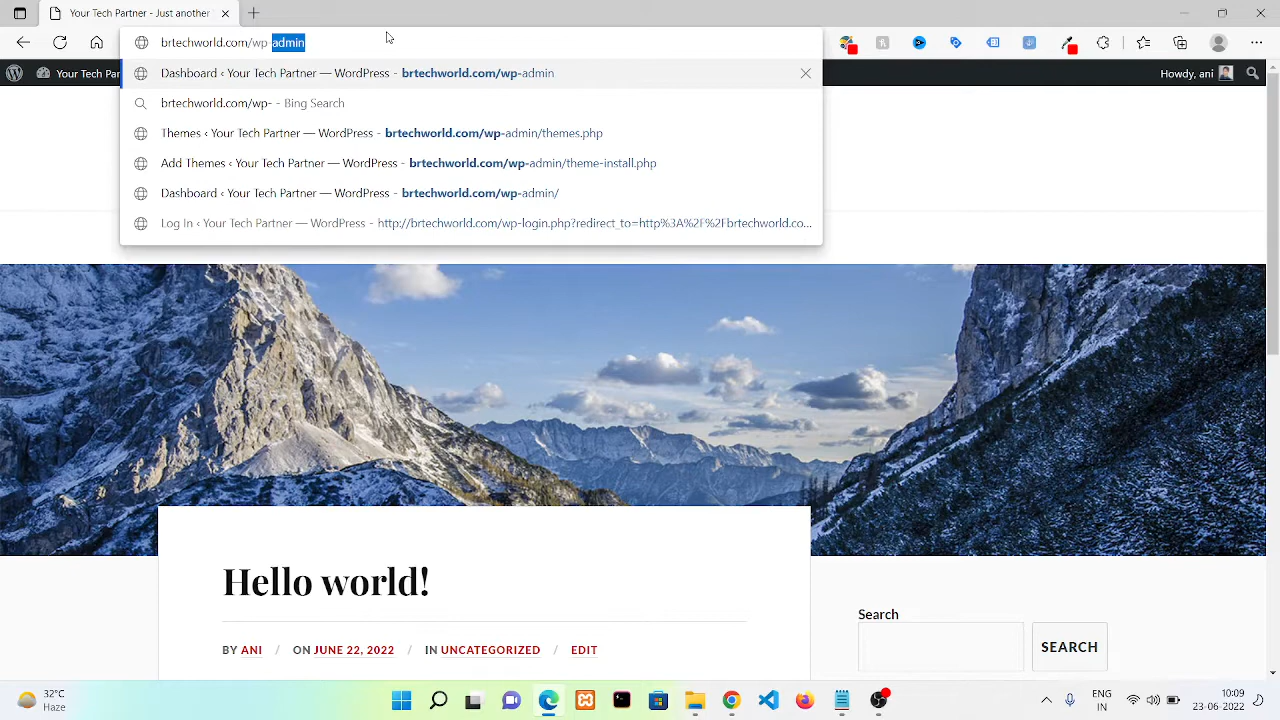 Your Tech Partner - Just another
brtechworld.com/wp-admin
Your Tech Par
Howdy, ani
Dashboard ‹ Your Tech Partner — WordPress - brtechworld.com/wp-admin
brtechworld.com/wp- - Bing Search
Themes ‹ Your Tech Partner — WordPress - brtechworld.com/wp-admin/themes.php
Add Themes ‹ Your Tech Partner — WordPress - brtechworld.com/wp-admin/theme-install.php
Dashboard ‹ Your Tech Partner — WordPress - brtechworld.com/wp-admin/
Log In ‹ Your Tech Partner — WordPress - http://brtechworld.com/wp-login.php?redirect_to=http%3A%2F%2Fbrtechworld.co...
Hello world!
BY ANI / ON JUNE 22, 2022 / IN UNCATEGORIZED / EDIT
Search
SEARCH
32°C
Haze
ENG
IN
10:09
23-06-2022